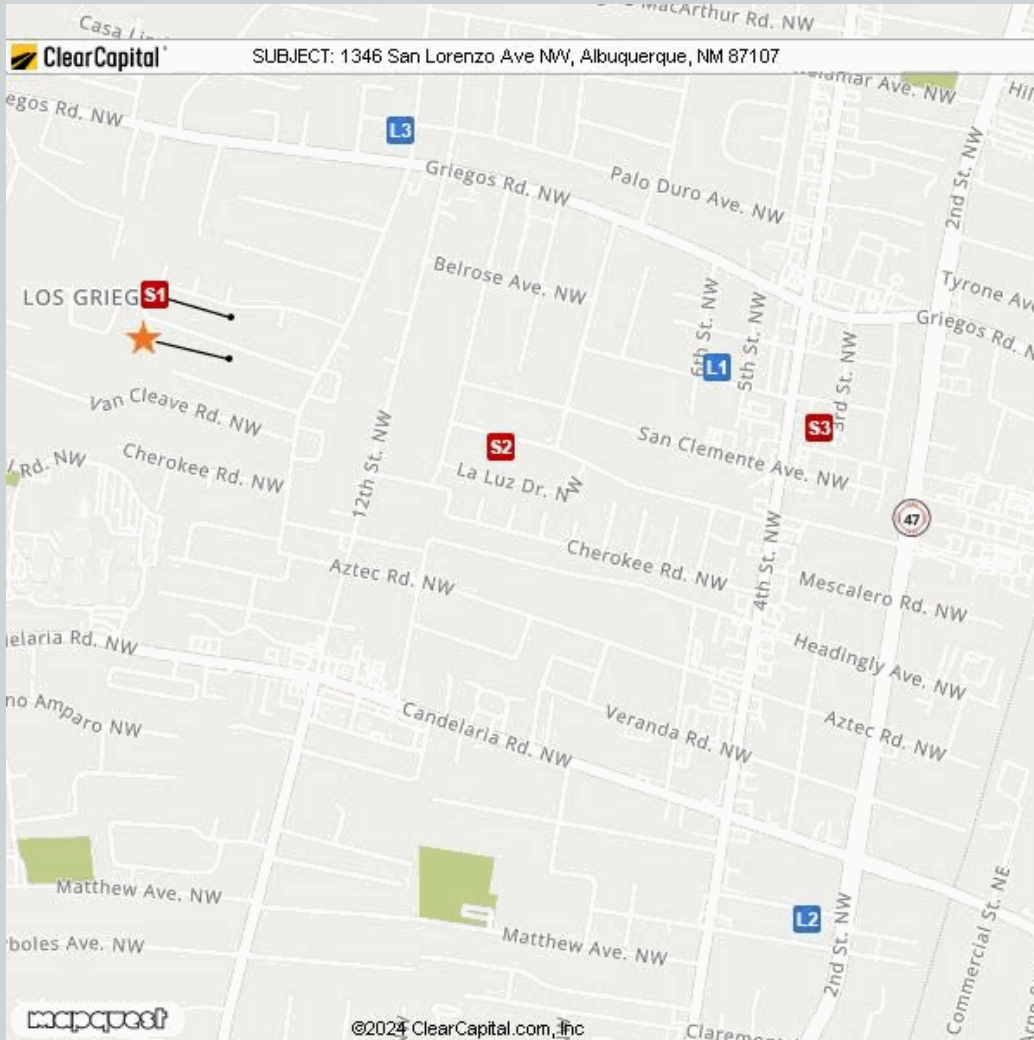 MacArthur Rd. NW
Casa
ClearCapital
SUBJECT: 1346 San Lorenzo Ave NW, Albuquerque, NM 87107
Ave. NW
egos Rd. NW
L3
Griegos Rd. NW
Palo Duro Ave. NW
2nd St. NW
Belrose Ave. NW
LOS GRIEG
S1
6th St. NW
5th St. NW
Tyrone Ave
Griegos Rd. N
L1
3rd St. NW
Van Cleave Rd. NW
S3
S2
San Clemente Ave. NW
Rd. NW
Cherokee Rd. NW
La Luz Dr. NW
12th St. NW
47
4th St. NW
Cherokee Rd. NW
Aztec Rd. NW
Mescalero Rd. NW
elaria Rd. NW
Headingly Ave. NW
no Amparo NW
Candelaria Rd. NW
Veranda Rd. NW
Aztec Rd. NW
Matthew Ave. NW
L2
Commercial St. NE
boles Ave. NW
Matthew Ave. NW
2nd St. NW
mapquest
©2024 ClearCapital.com, Inc
Claremon